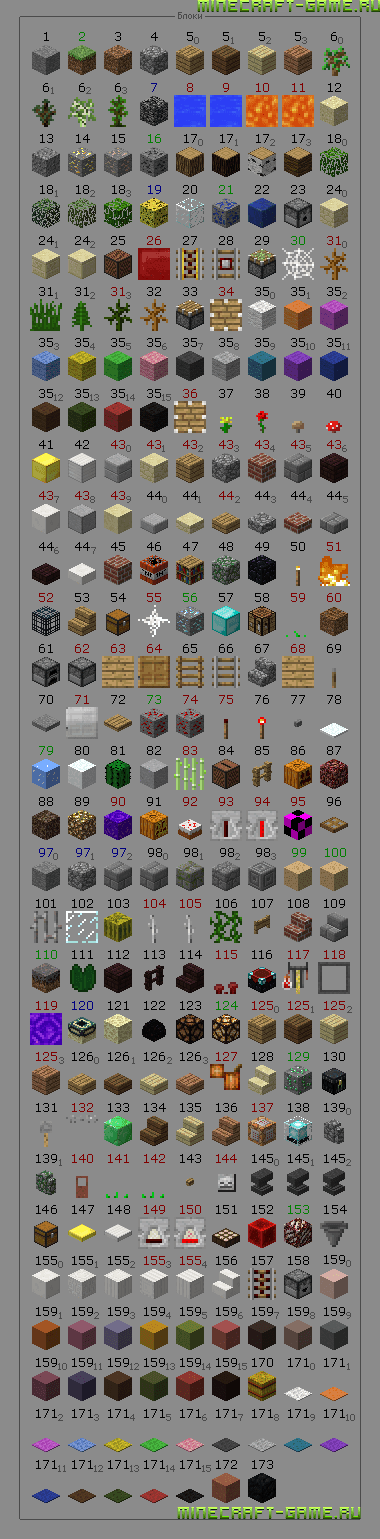 MINECRAFT-GAME.RU
Блоки
1 2 3 4 5₀ 5₁ 5₂ 5₃ 6₀
6₁ 6₂ 6₃ 7 8 9 10 11 12
13 14 15 16 17₀ 17₁ 17₂ 17₃ 18₀
18₁ 18₂ 18₃ 19 20 21 22 23 24₀
24₁ 24₂ 25 26 27 28 29 30 31₀
31₁ 31₂ 31₃ 32 33 34 35₀ 35₁ 35₂
35₃ 35₄ 35₅ 35₆ 35₇ 35₈ 35₉ 35₁₀ 35₁₁
35₁₂ 35₁₃ 35₁₄ 35₁₅ 36 37 38 39 40
41 42 43₀ 43₁ 43₂ 43₃ 43₄ 43₅ 43₆
43₇ 43₈ 43₉ 44₀ 44₁ 44₂ 44₃ 44₄ 44₅
44₆ 44₇ 45 46 47 48 49 50 51
52 53 54 55 56 57 58 59 60
61 62 63 64 65 66 67 68 69
70 71 72 73 74 75 76 77 78
79 80 81 82 83 84 85 86 87
88 89 90 91 92 93 94 95 96
97₀ 97₁ 97₂ 98₀ 98₁ 98₂ 98₃ 99 100
101 102 103 104 105 106 107 108 109
110 111 112 113 114 115 116 117 118
119 120 121 122 123 124 125₀ 125₁ 125₂
125₃ 126₀ 126₁ 126₂ 126₃ 127 128 129 130
131 132 133 134 135 136 137 138 139₀
139₁ 140 141 142 143 144 145₀ 145₁ 145₂
146 147 148 149 150 151 152 153 154
155₀ 155₁ 155₂ 155₃ 155₄ 156 157 158 159₀
159₁ 159₂ 159₃ 159₄ 159₅ 159₆ 159₇ 159₈ 159₉
159₁₀ 159₁₁ 159₁₂ 159₁₃ 159₁₄ 159₁₅ 170 171₀ 171₁
171₂ 171₃ 171₄ 171₅ 171₆ 171₇ 171₈ 171₉ 171₁₀
171₁₁ 171₁₂ 171₁₃ 171₁₄ 171₁₅ 172 173
MINECRAFT-GAME.RU